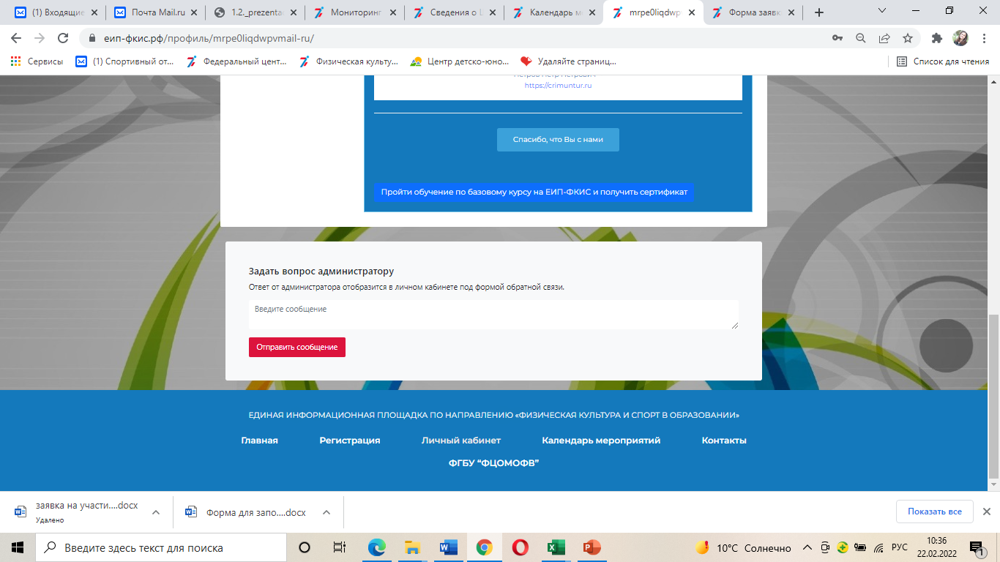 (1) Входящие
Почта Mail.ru
1.2._prezenta
Мониторинг
Сведения о
Календарь м
mrpe0liqdwpv
Форма заявк
еип-фкис.рф/профиль/mrpe0liqdwpvmail-ru/
Сервисы
(1) Спортивный от...
Федеральный цент...
Физическая культу...
Центр детско-юно...
Удаляйте страниц...
Список для чтения
Петров Петр Петрович
https://crimuntur.ru
Спасибо, что Вы с нами
Пройти обучение по базовому курсу на ЕИП-ФКИС и получить сертификат
Задать вопрос администратору
Ответ от администратора отобразится в личном кабинете под формой обратной связи.
Введите сообщение
Отправить сообщение
ЕДИНАЯ ИНФОРМАЦИОННАЯ ПЛОЩАДКА ПО НАПРАВЛЕНИЮ «ФИЗИЧЕСКАЯ КУЛЬТУРА И СПОРТ В ОБРАЗОВАНИИ»
Главная Регистрация Личный кабинет Календарь мероприятий Контакты
ФГБУ “ФЦОМОФВ”
заявка на участи....docx
Удалено
Форма для запо....docx
Показать все
Введите здесь текст для поиска
10°C Солнечно
РУС
10:36
22.02.2022
1